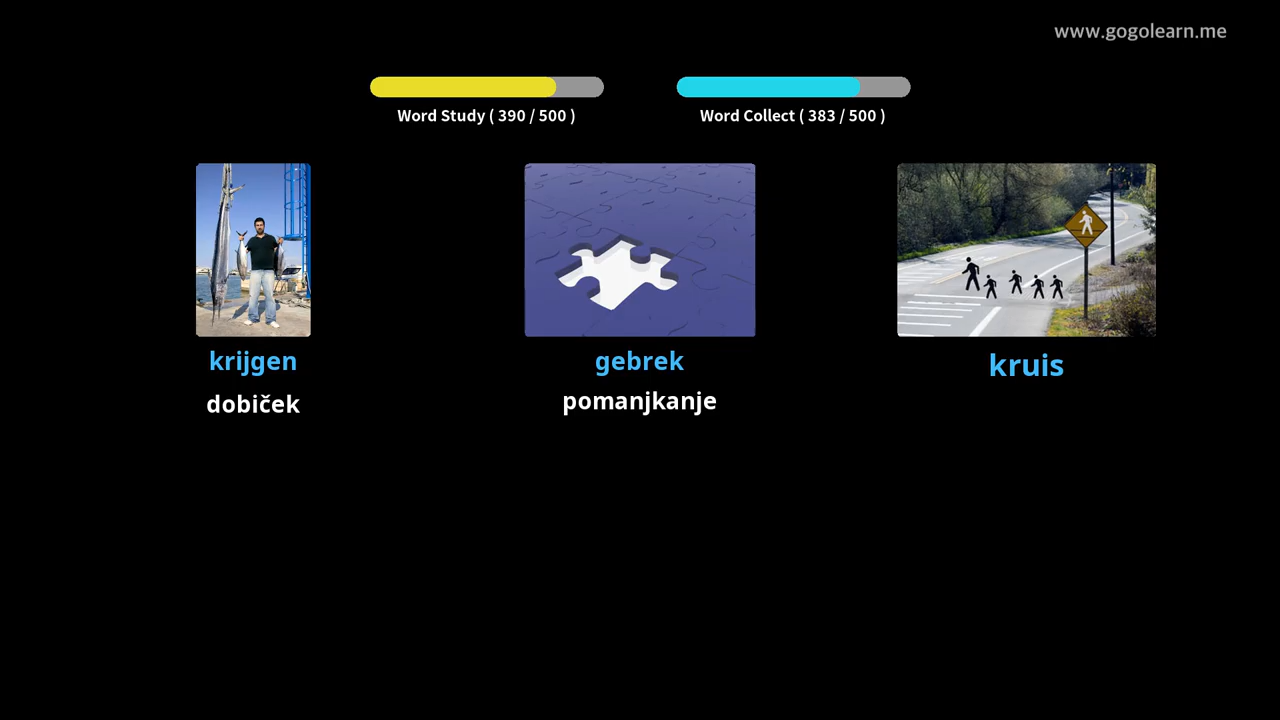 www.gogolearn.me
Word Study ( 390 / 500 )
Word Collect ( 383 / 500 )
krijgen
gebrek
kruis
dobiček
pomanjkanje